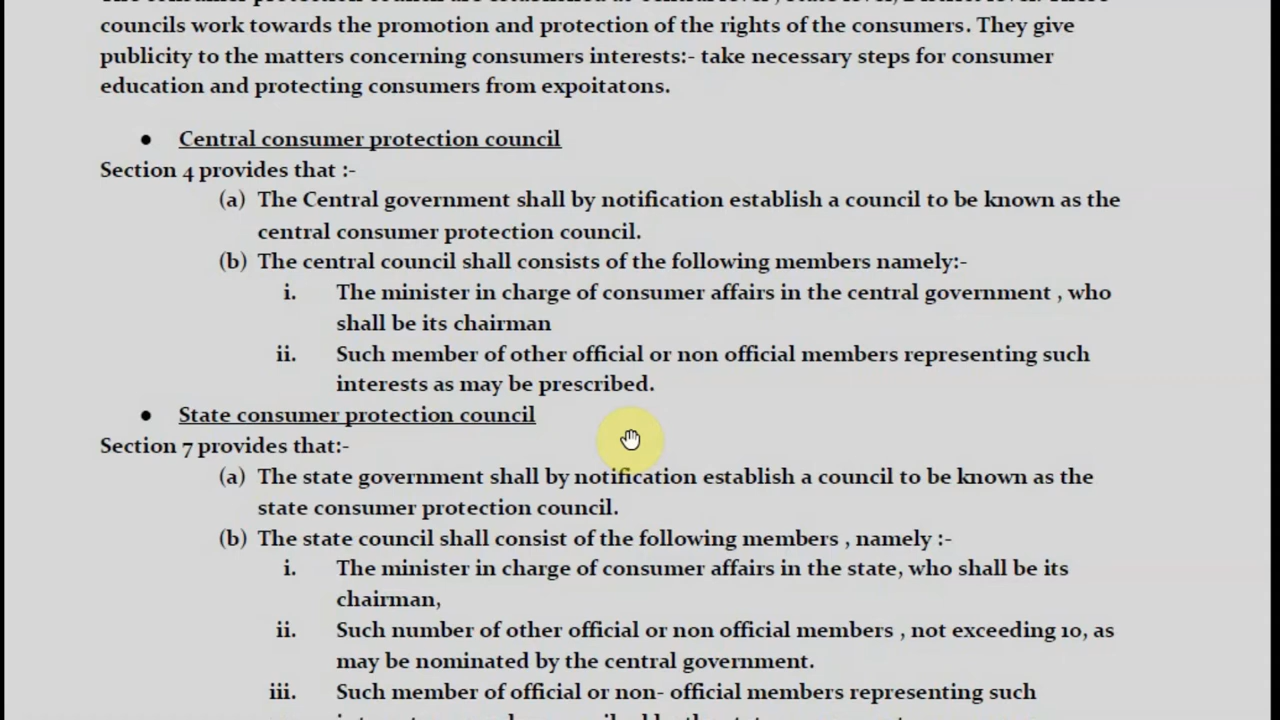 councils work towards the promotion and protection of the rights of the consumers. They give
publicity to the matters concerning consumers interests:- take necessary steps for consumer
education and protecting consumers from expoitatons.
● Central consumer protection council
Section 4 provides that :-
(a) The Central government shall by notification establish a council to be known as the
central consumer protection council.
(b) The central council shall consists of the following members namely:-
i. The minister in charge of consumer affairs in the central government , who
shall be its chairman
ii. Such member of other official or non official members representing such
interests as may be prescribed.
● State consumer protection council
Section 7 provides that:-
(a) The state government shall by notification establish a council to be known as the
state consumer protection council.
(b) The state council shall consist of the following members , namely :-
i. The minister in charge of consumer affairs in the state, who shall be its
chairman,
ii. Such number of other official or non official members , not exceeding 10, as
may be nominated by the central government.
iii. Such member of official or non- official members representing such